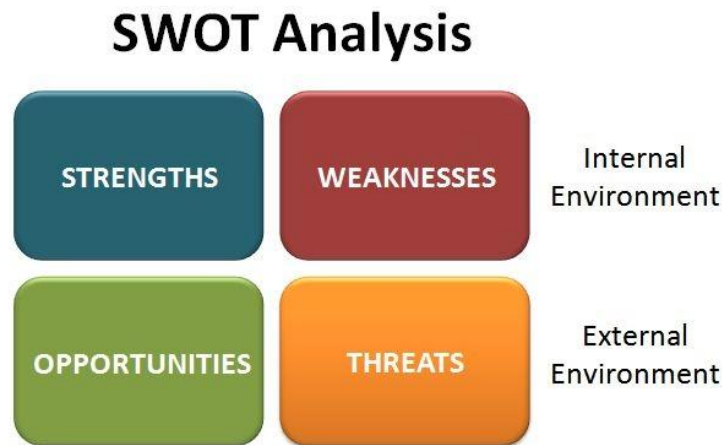 SWOT Analysis
STRENGTHS
WEAKNESSES
Internal
Environment
OPPORTUNITIES
THREATS
External
Environment